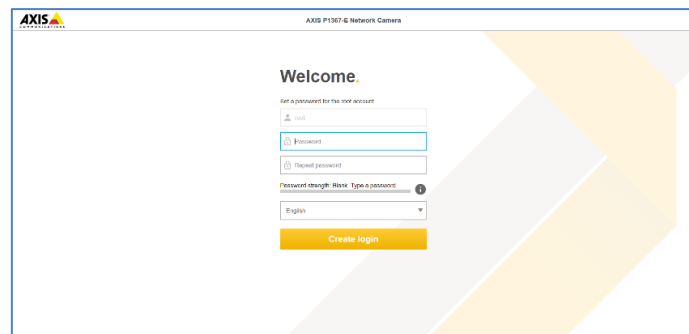 AXIS
COMMUNICATIONS
AXIS P1367-E Network Camera
Welcome.
Set a password for the root account
root
Password
Repeat password
Password strength: Blank. Type a password.
i
English
Create login